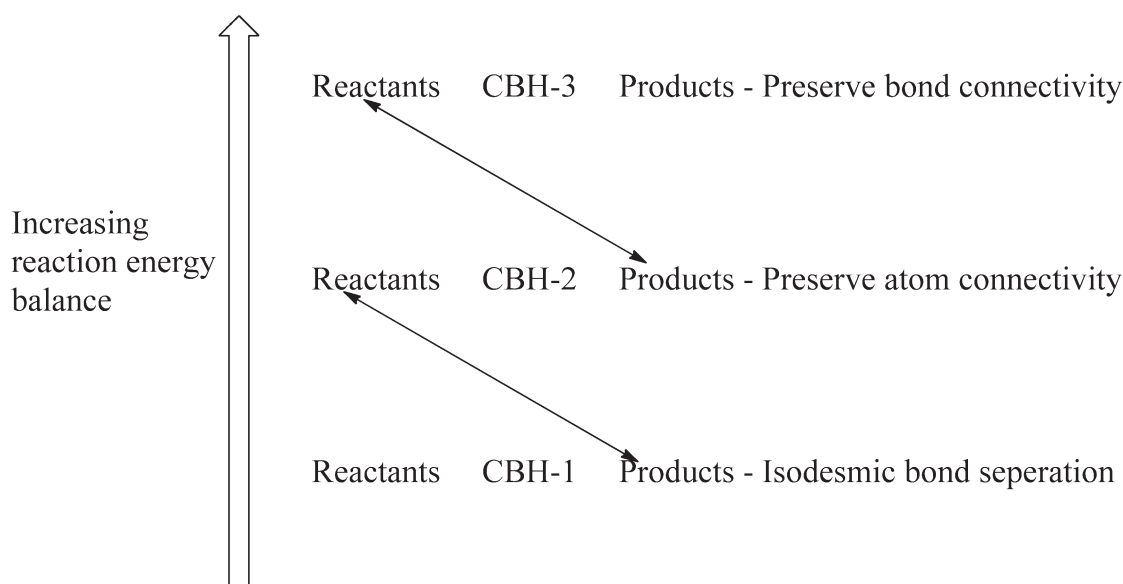 Reactants CBH-3 Products - Preserve bond connectivity
Increasing
reaction energy
balance
Reactants CBH-2 Products - Preserve atom connectivity
Reactants CBH-1 Products - Isodesmic bond seperation